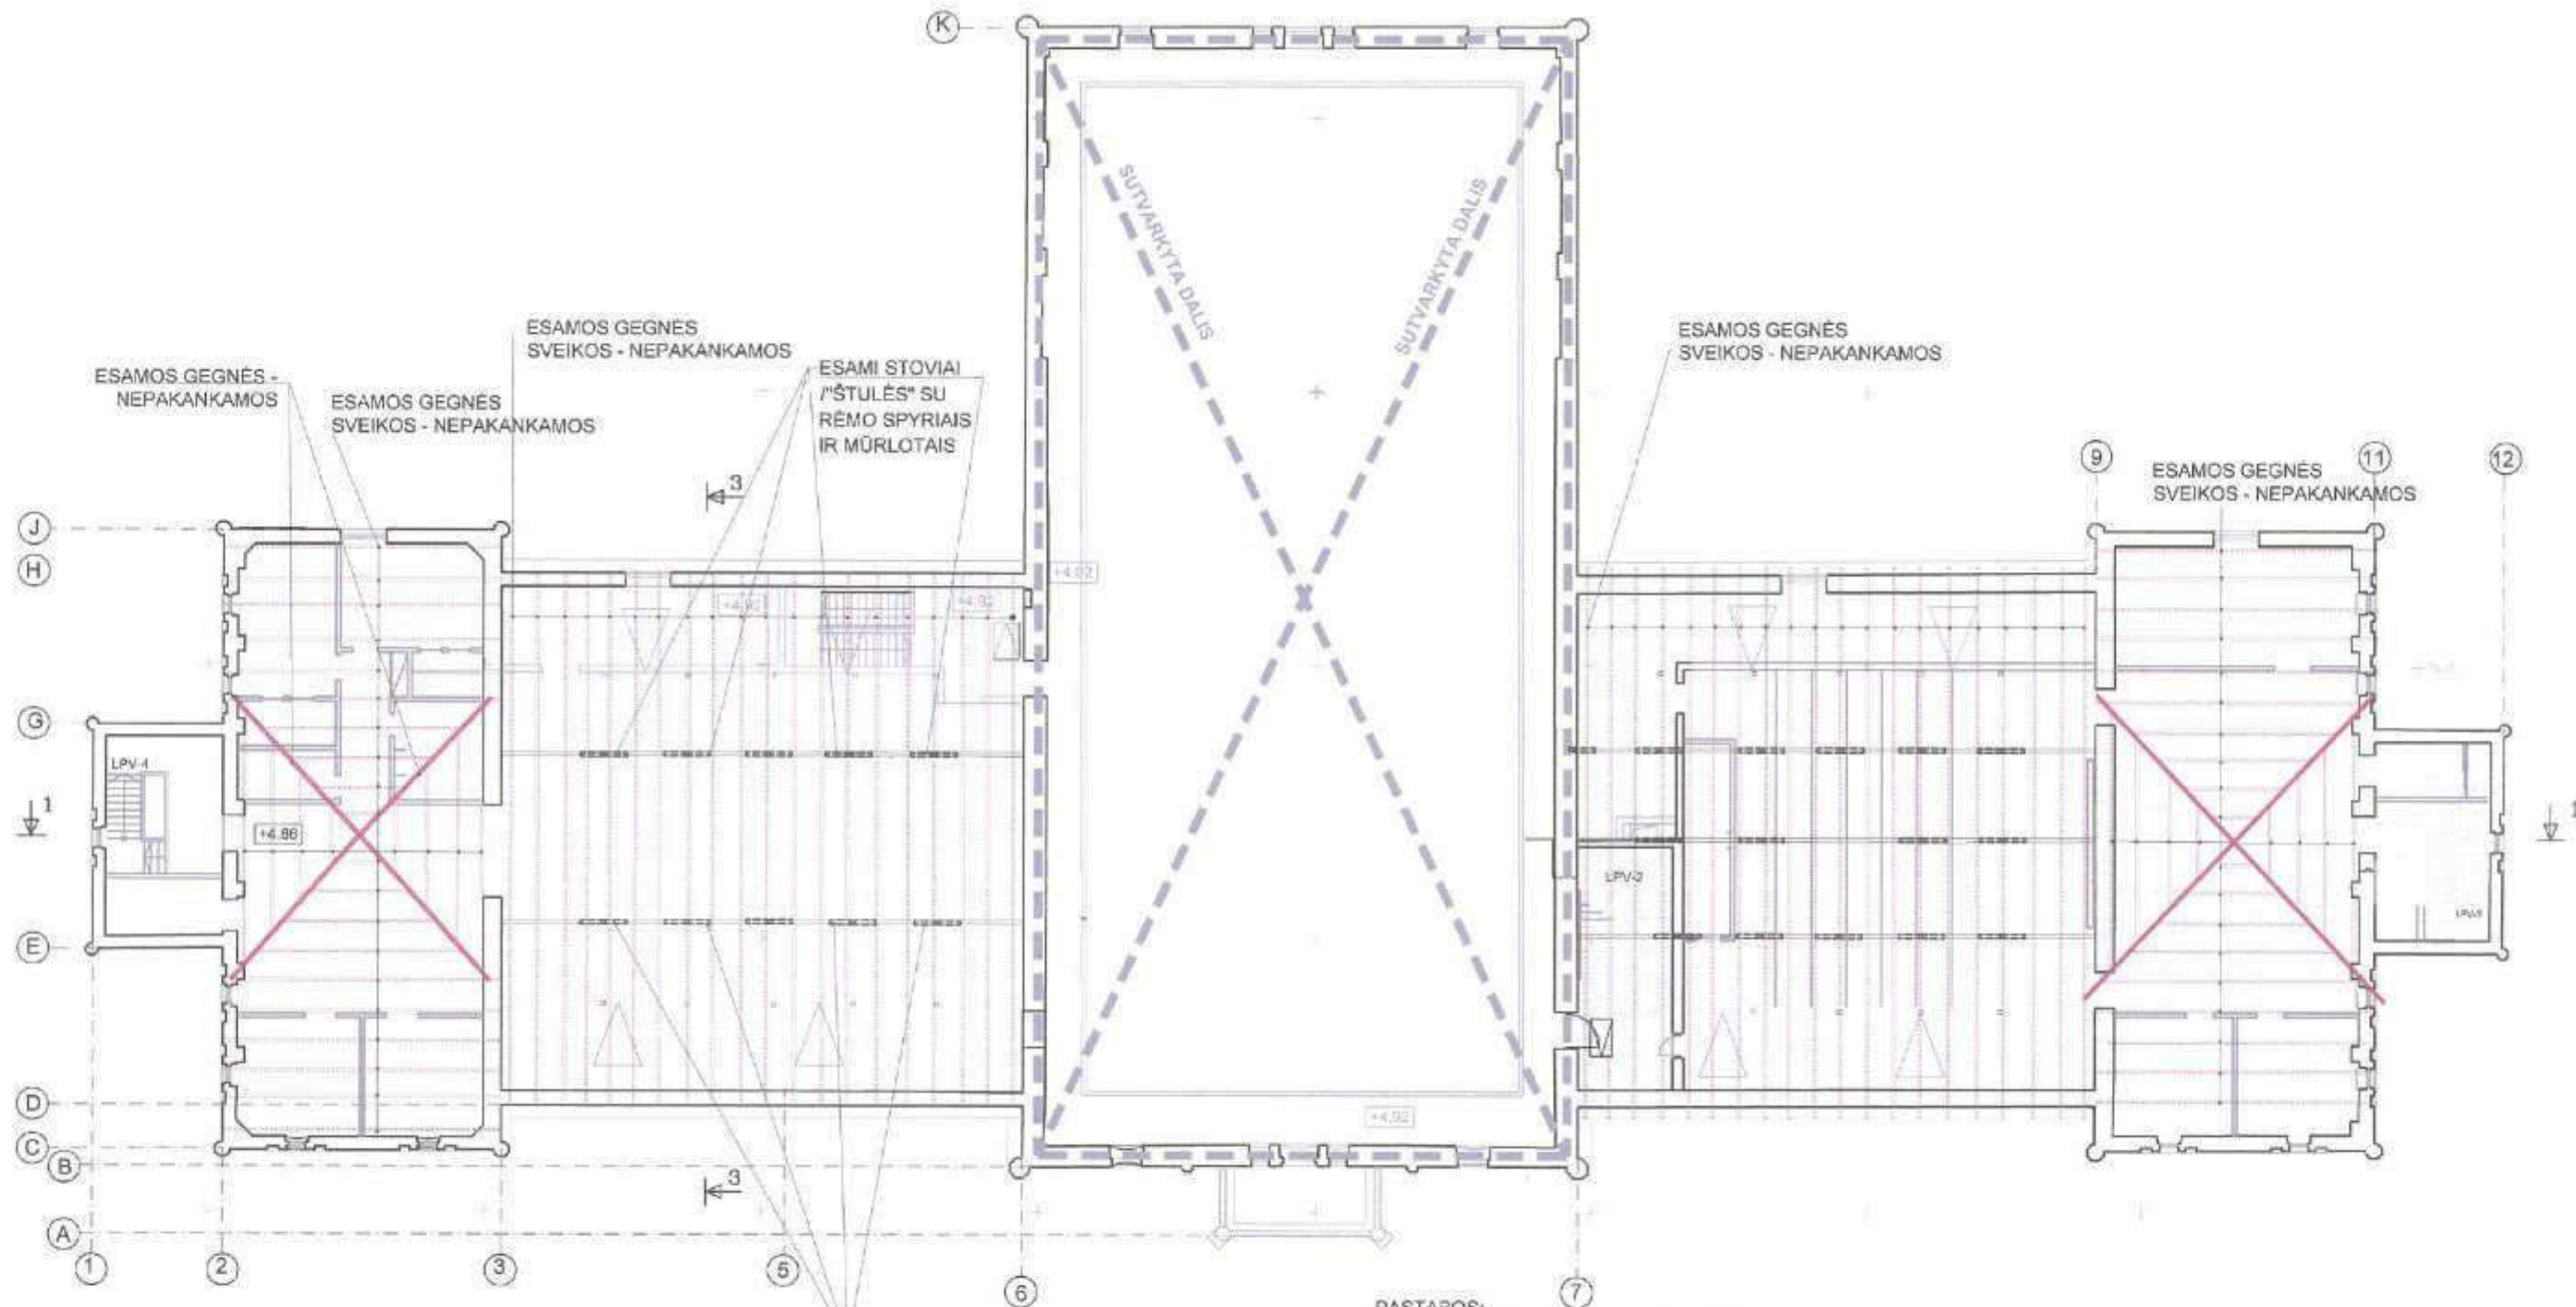 K
ESAMOS GEGNĖS
SVEIKOS - NEPAKANKAMOS
ESAMOS GEGNĖS -
NEPAKANKAMOS
ESAMOS GEGNĖS
SVEIKOS - NEPAKANKAMOS
ESAMI STOVIAI
/"ŠTULĖS" SU
RĖMO SPYRIAIS
IR MŪRLOTAIS
SUTVARKYTA DALIS
SUTVARKYTA DALIS
ESAMOS GEGNĖS
SVEIKOS - NEPAKANKAMOS
ESAMOS GEGNĖS
SVEIKOS - NEPAKANKAMOS
9
11
12
3
J
H
+4.92
+4.92
+4.92
G
LPV-4
1
+4.86
1
LPV-2
E
D
+4.92
C
B
3
A
1
2
3
5
6
7
PASTABOS: